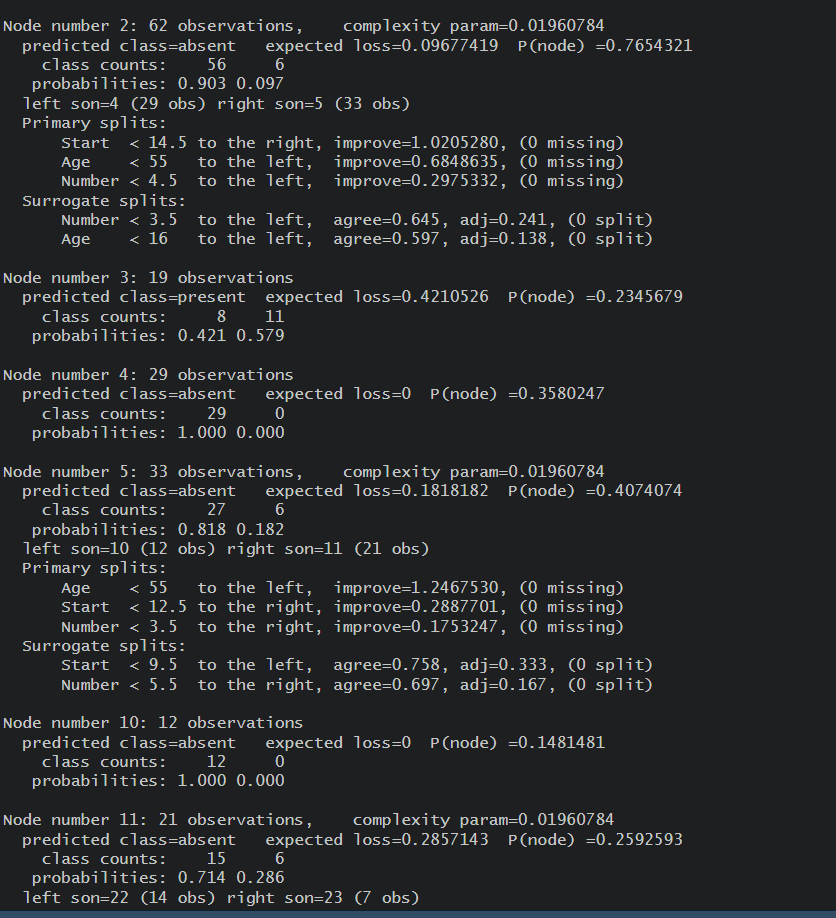 Node number 2: 62 observations,    complexity param=0.01960784
  predicted class=absent   expected loss=0.09677419  P(node) =0.7654321
    class counts:    56     6
   probabilities: 0.903 0.097
  left son=4 (29 obs) right son=5 (33 obs)
  Primary splits:
      Start  < 14.5 to the right, improve=1.0205280, (0 missing)
      Age    < 55   to the left,  improve=0.6848635, (0 missing)
      Number < 4.5  to the left,  improve=0.2975332, (0 missing)
  Surrogate splits:
      Number < 3.5  to the left,  agree=0.645, adj=0.241, (0 split)
      Age    < 16   to the left,  agree=0.597, adj=0.138, (0 split)

Node number 3: 19 observations
  predicted class=present  expected loss=0.4210526  P(node) =0.2345679
    class counts:     8    11
   probabilities: 0.421 0.579

Node number 4: 29 observations
  predicted class=absent   expected loss=0  P(node) =0.3580247
    class counts:    29     0
   probabilities: 1.000 0.000

Node number 5: 33 observations,    complexity param=0.01960784
  predicted class=absent   expected loss=0.1818182  P(node) =0.4074074
    class counts:    27     6
   probabilities: 0.818 0.182
  left son=10 (12 obs) right son=11 (21 obs)
  Primary splits:
      Age    < 55   to the left,  improve=1.2467530, (0 missing)
      Start  < 12.5 to the right, improve=0.2887701, (0 missing)
      Number < 3.5  to the right, improve=0.1753247, (0 missing)
  Surrogate splits:
      Start  < 9.5  to the left,  agree=0.758, adj=0.333, (0 split)
      Number < 5.5  to the right, agree=0.697, adj=0.167, (0 split)

Node number 10: 12 observations
  predicted class=absent   expected loss=0  P(node) =0.1481481
    class counts:    12     0
   probabilities: 1.000 0.000

Node number 11: 21 observations,    complexity param=0.01960784
  predicted class=absent   expected loss=0.2857143  P(node) =0.2592593
    class counts:    15     6
   probabilities: 0.714 0.286
  left son=22 (14 obs) right son=23 (7 obs)